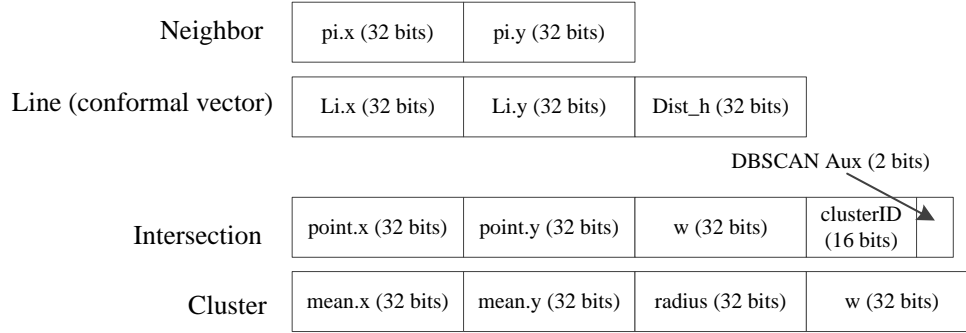 Neighbor pi.x (32 bits) pi.y (32 bits)
Line (conformal vector) Li.x (32 bits) Li.y (32 bits) Dist_h (32 bits)
DBSCAN Aux (2 bits)
Intersection point.x (32 bits) point.y (32 bits) w (32 bits) clusterID
(16 bits)
Cluster mean.x (32 bits) mean.y (32 bits) radius (32 bits) w (32 bits)